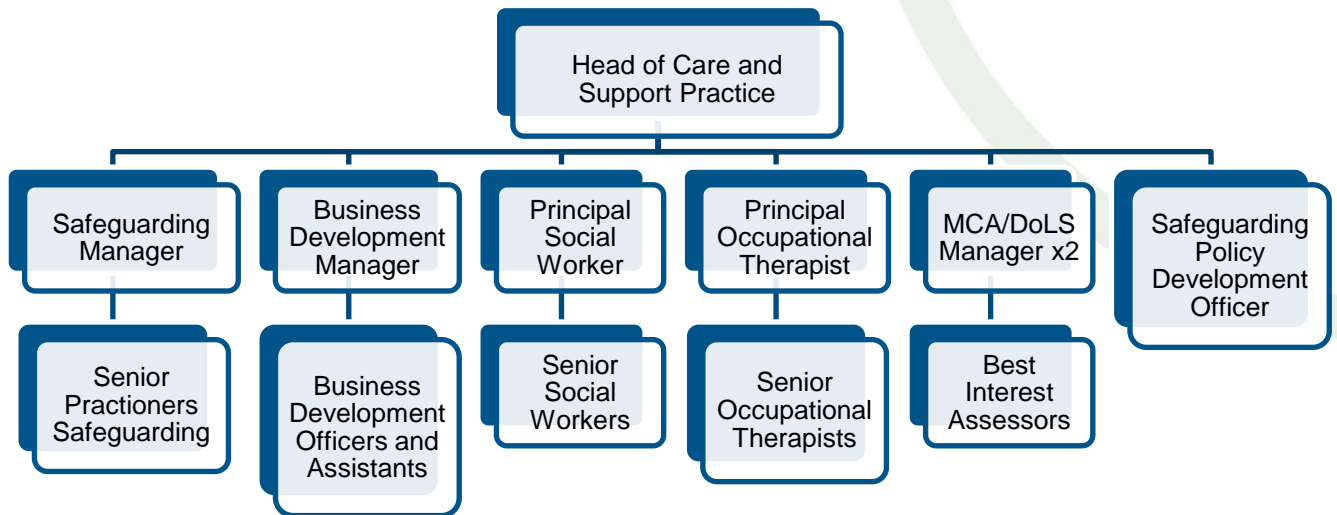 Head of Care and
Support Practice
Safeguarding
Manager
Business
Development
Manager
Principal
Social
Worker
Principal
Occupational
Therapist
MCA/DoLS
Manager x2
Safeguarding
Policy
Development
Officer
Senior
Practioners
Safeguarding
Business
Development
Officers and
Assistants
Senior
Social
Workers
Senior
Occupational
Therapists
Best
Interest
Assessors